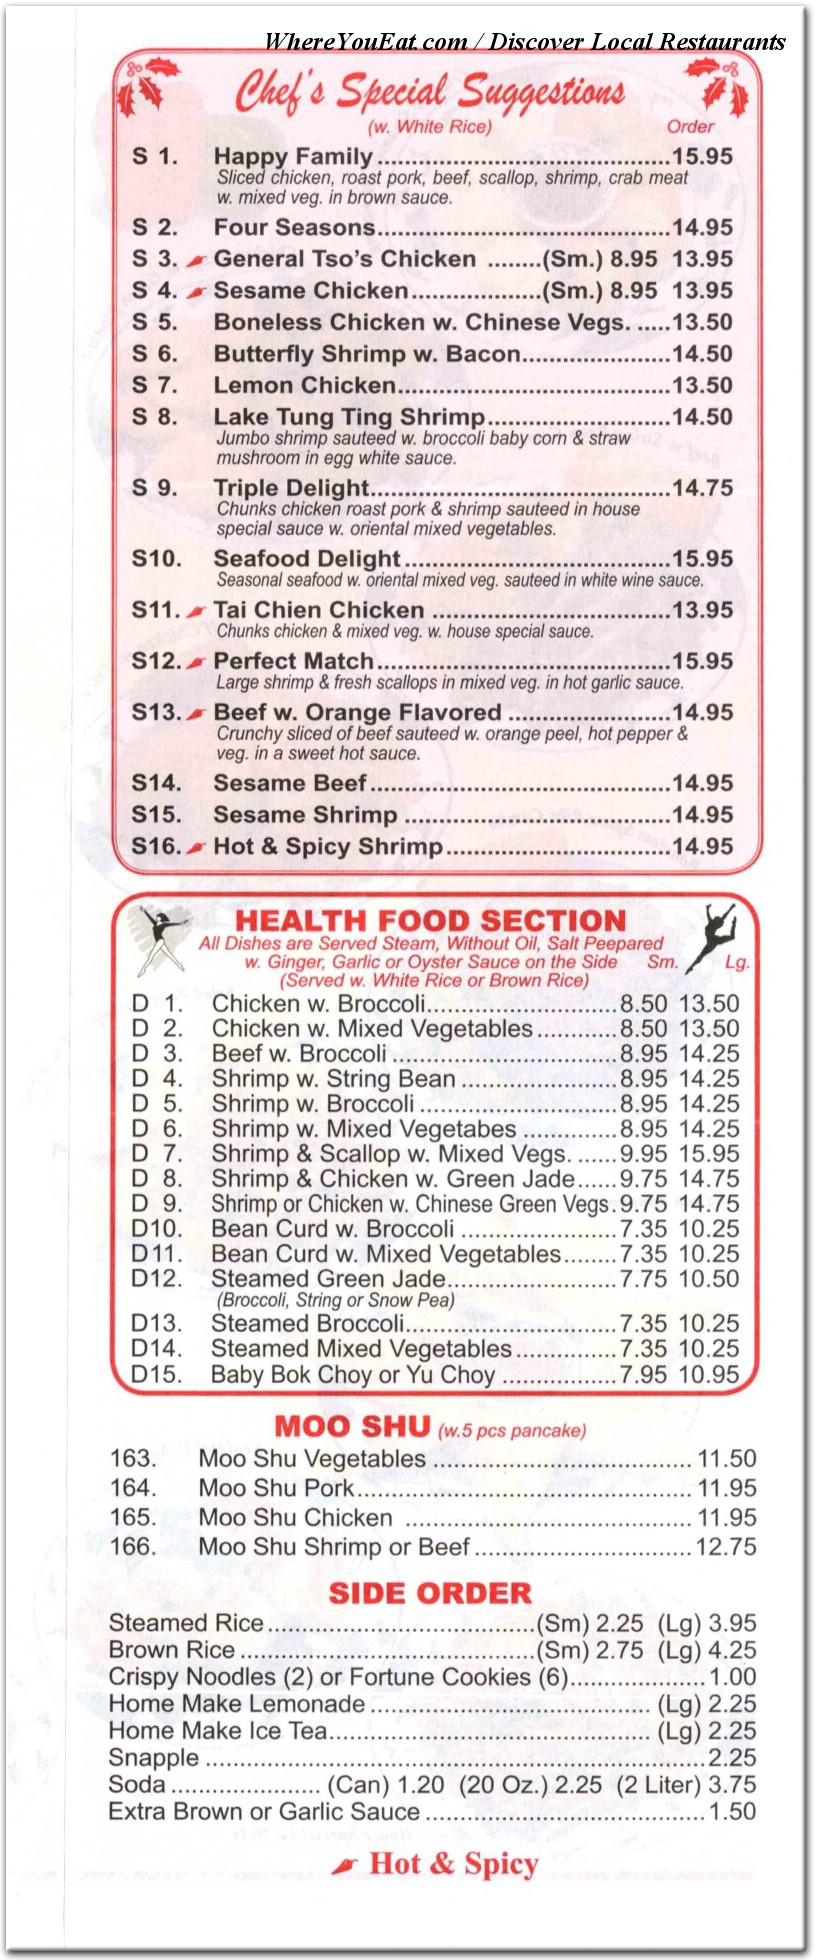 WhereYouEat.com / Discover Local Restaurants
Chef's Special Suggestions
(w. White Rice) Order
S 1. Happy Family 15.95
Sliced chicken, roast pork, beef, scallop, shrimp, crab meat
w. mixed veg. in brown sauce.
S 2. Four Seasons 14.95
S 3. General Tso's Chicken (Sm.) 8.95 13.95
S 4. Sesame Chicken (Sm.) 8.95 13.95
S 5. Boneless Chicken w. Chinese Vegs. 13.50
S 6. Butterfly Shrimp w. Bacon 14.50
S 7. Lemon Chicken 13.50
S 8. Lake Tung Ting Shrimp 14.50
Jumbo shrimp sauteed w. broccoli baby corn & straw
mushroom in egg white sauce.
S 9. Triple Delight 14.75
Chunks chicken roast pork & shrimp sauteed in house
special sauce w. oriental mixed vegetables.
S10. Seafood Delight 15.95
Seasonal seafood w. oriental mixed veg. sauteed in white wine sauce.
S11. Tai Chien Chicken 13.95
Chunks chicken & mixed veg. w. house special sauce.
S12. Perfect Match 15.95
Large shrimp & fresh scallops in mixed veg. in hot garlic sauce.
S13. Beef w. Orange Flavored 14.95
Crunchy sliced of beef sauteed w. orange peel, hot pepper &
veg. in a sweet hot sauce.
S14. Sesame Beef 14.95
S15. Sesame Shrimp 14.95
S16. Hot & Spicy Shrimp 14.95
HEALTH FOOD SECTION
All Dishes are Served Steam, Without Oil, Salt Peepared
w. Ginger, Garlic or Oyster Sauce on the Side Sm. Lg.
(Served w. White Rice or Brown Rice)
D 1. Chicken w. Broccoli 8.50 13.50
D 2. Chicken w. Mixed Vegetables 8.50 13.50
D 3. Beef w. Broccoli 8.95 14.25
D 4. Shrimp w. String Bean 8.95 14.25
D 5. Shrimp w. Broccoli 8.95 14.25
D 6. Shrimp w. Mixed Vegetabes 8.95 14.25
D 7. Shrimp & Scallop w. Mixed Vegs. 9.95 15.95
D 8. Shrimp & Chicken w. Green Jade 9.75 14.75
D 9. Shrimp or Chicken w. Chinese Green Vegs. 9.75 14.75
D10. Bean Curd w. Broccoli 7.35 10.25
D11. Bean Curd w. Mixed Vegetables 7.35 10.25
D12. Steamed Green Jade 7.75 10.50
(Broccoli, String or Snow Pea)
D13. Steamed Broccoli 7.35 10.25
D14. Steamed Mixed Vegetables 7.35 10.25
D15. Baby Bok Choy or Yu Choy 7.95 10.95
MOO SHU (w.5 pcs pancake)
163. Moo Shu Vegetables 11.50
164. Moo Shu Pork 11.95
165. Moo Shu Chicken 11.95
166. Moo Shu Shrimp or Beef 12.75
SIDE ORDER
Steamed Rice (Sm) 2.25 (Lg) 3.95
Brown Rice (Sm) 2.75 (Lg) 4.25
Crispy Noodles (2) or Fortune Cookies (6) 1.00
Home Make Lemonade (Lg) 2.25
Home Make Ice Tea (Lg) 2.25
Snapple 2.25
Soda (Can) 1.20 (20 Oz.) 2.25 (2 Liter) 3.75
Extra Brown or Garlic Sauce 1.50
Hot & Spicy